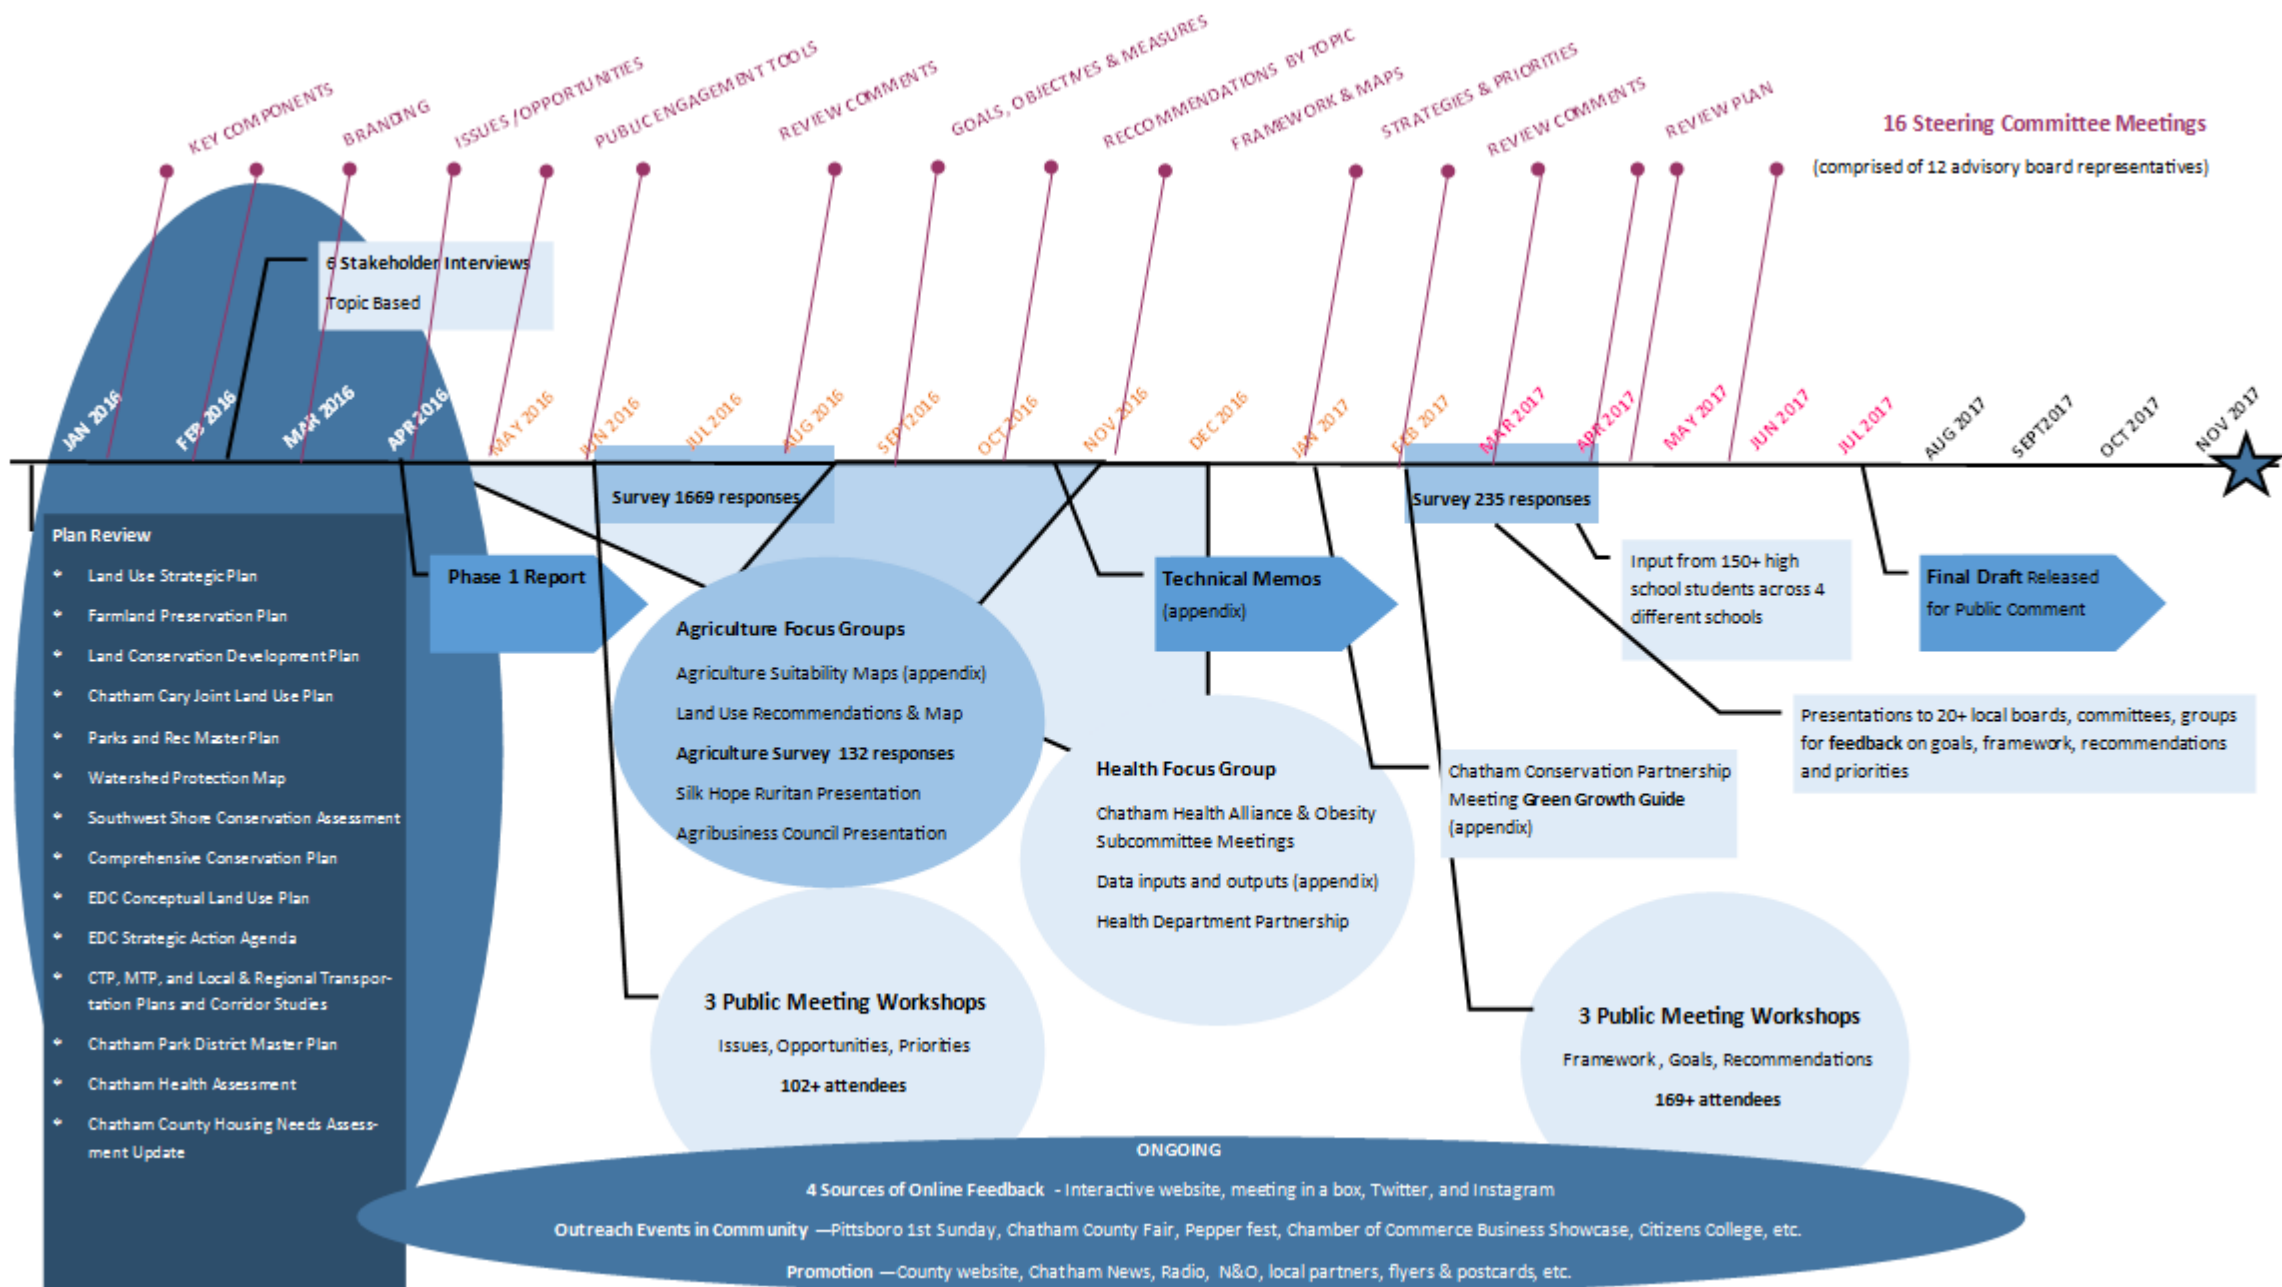 KEY COMPONENTS
BRANDING
ISSUES /OPPORTUNITIES
PUBLIC ENGAGEMENT TOOLS
REVIEW COMMENTS
GOALS, OBJECTIVES & MEASURES
RECCOMMENDATIONS BY TOPIC
FRAMEWORK & MAPS
STRATEGIES & PRIORITIES
REVIEW COMMENTS
REVIEW PLAN
16 Steering Committee Meetings
(comprised of 12 advisory board representatives)
6 Stakeholder Interviews
Topic Based
JAN 2016
FEB 2016
MAR 2016
APR 2016
MAY 2016
JUN 2016
JUL 2016
AUG 2016
SEPT2016
OCT 2016
NOV 2016
DEC 2016
JAN 2017
FEB 2017
MAR 2017
APR 2017
MAY 2017
JUN 2017
JUL 2017
AUG 2017
SEPT2017
OCT 2017
NOV 2017
Survey 1669 responses
Survey 235 responses
Plan Review
Land Use Strategic Plan
Farmland Preservation Plan
Land Conservation Development Plan
Chatham Cary Joint Land Use Plan
Parks and Rec Master Plan
Watershed Protection Map
Southwest Shore Conservation Assessment
Comprehensive Conservation Plan
EDC Conceptual Land Use Plan
EDC Strategic Action Agenda
CTP, MTP, and Local & Regional Transpor-
tation Plans and Corridor Studies
Chatham Park District Master Plan
Chatham Health Assessment
Chatham County Housing Needs Assess-
ment Update
Phase 1 Report
Agriculture Focus Groups
Agriculture Suitability Maps (appendix)
Land Use Recommendations & Map
Agriculture Survey 132 responses
Silk Hope Ruritan Presentation
Agribusiness Council Presentation
Technical Memos
(appendix)
Input from 150+ high
school students across 4
different schools
Final Draft Released
for Public Comment
Presentations to 20+ local boards, committees, groups
for feedback on goals, framework, recommendations
and priorities
Health Focus Group
Chatham Health Alliance & Obesity
Subcommittee Meetings
Data inputs and outputs (appendix)
Health Department Partnership
Chatham Conservation Partnership
Meeting Green Growth Guide
(appendix)
3 Public Meeting Workshops
Issues, Opportunities, Priorities
102+ attendees
3 Public Meeting Workshops
Framework , Goals, Recommendations
169+ attendees
ONGOING
4 Sources of Online Feedback - Interactive website, meeting in a box, Twitter, and Instagram
Outreach Events in Community —Pittsboro 1st Sunday, Chatham County Fair, Pepper fest, Chamber of Commerce Business Showcase, Citizens College, etc.
Promotion —County website, Chatham News, Radio, N&O, local partners, flyers & postcards, etc.